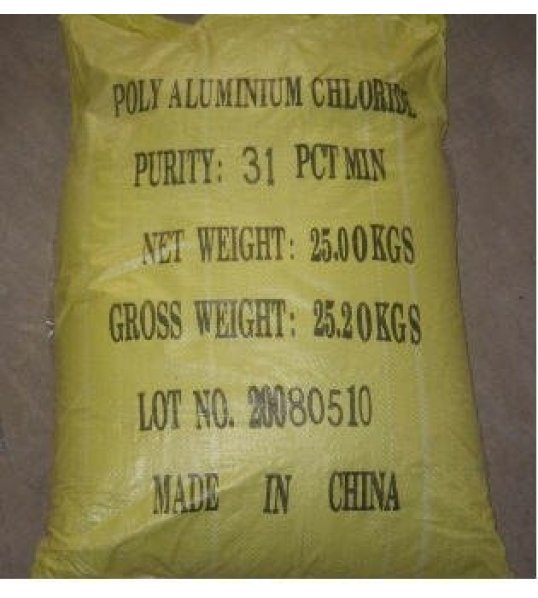 POLY ALUMINIUM CHLORIDE
PURITY: 31 PCT MIN
NET WEIGHT: 25.00KGS
GROSS WEIGHT: 25.20KGS
LOT NO. 20080510
MADE IN CHINA